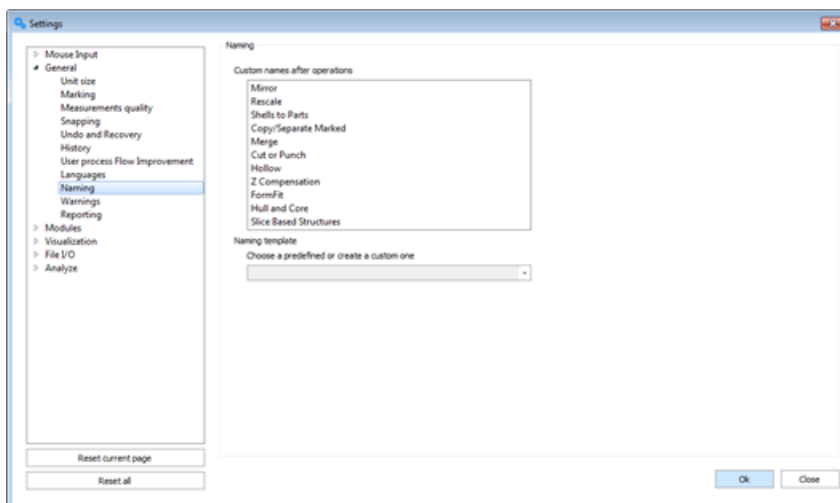 Settings
Mouse Input
General
Unit size
Marking
Measurements quality
Snapping
Undo and Recovery
History
User process Flow Improvement
Languages
Naming
Warnings
Reporting
Modules
Visualization
File I/O
Analyze
Reset current page
Reset all
Naming
Custom names after operations
Mirror
Rescale
Shells to Parts
Copy/Separate Marked
Merge
Cut or Punch
Hollow
Z Compensation
FormFit
Hull and Core
Slice Based Structures
Naming template
Choose a predefined or create a custom one
Ok
Close